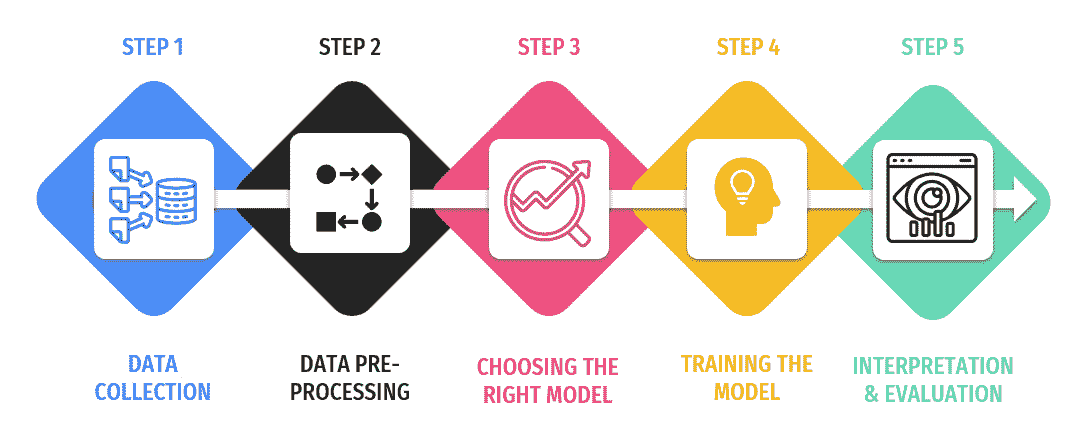 STEP 1
STEP 2
STEP 3
STEP 4
STEP 5
DATA
COLLECTION
DATA PRE-
PROCESSING
CHOOSING THE
RIGHT MODEL
TRAINING THE
MODEL
INTERPRETATION
& EVALUATION